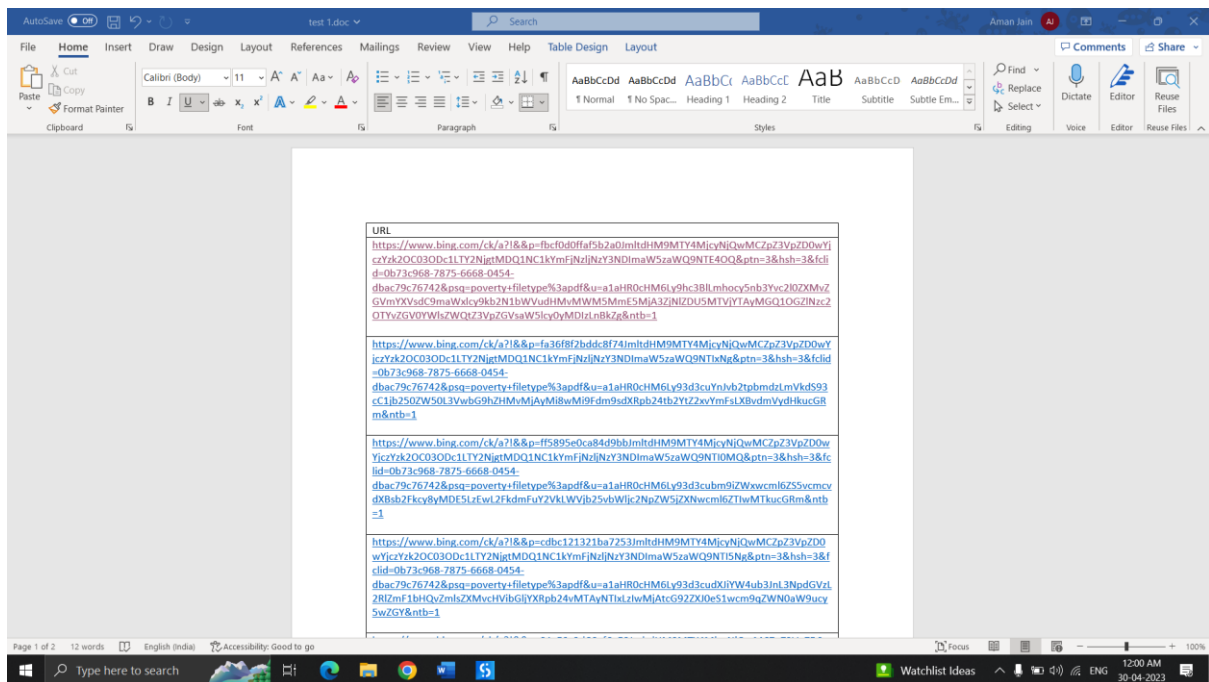 AutoSave Off test 1.doc Search Aman Jain AJ
File Home Insert Draw Design Layout References Mailings Review View Help Table Design Layout Comments Share
Cut
Copy
Format Painter
Paste
Calibri (Body) 11
AaBbCcDd AaBbCcDd AaBbCc AaBbCcE AaB AaBbCcD AaBbCcDd
¶ Normal ¶ No Spac... Heading 1 Heading 2 Title Subtitle Subtle Em...
Find
Replace
Select
Dictate Editor Reuse Files
Clipboard Font Paragraph Styles Editing Voice Editor Reuse Files
URL
https://www.bing.com/ck/a?!&&p=fbcf0d0ffaf5b2a0JmltdHM9MTY4MjcyNjQwMCZpZ3VpZD0wYj
czYzk2OC03ODc1LTY2NjgtMDQ1NC1kYmFjNzljNzY3NDImaW5zaWQ9NTE4OQ&ptn=3&hsh=3&fcli
d=0b73c968-7875-6668-0454-
dbac79c76742&psq=poverty+filetype%3apdf&u=a1aHR0cHM6Ly9hc3BlLmhocy5nb3Yvc2l0ZXMvZ
GVmYXVsdC9maWxlcy9kb2N1bWVudHMvMWM5MmE5MjA3ZjNlZDU5MTVjYTAyMGQ1OGZlNzc2
OTYvZGV0YWlsZWQtZ3VpZGVsaW5lcy0yMDIzLnBkZg&ntb=1
https://www.bing.com/ck/a?!&&p=fa36f8f2bddc8f74JmltdHM9MTY4MjcyNjQwMCZpZ3VpZD0wY
jczYzk2OC03ODc1LTY2NjgtMDQ1NC1kYmFjNzljNzY3NDImaW5zaWQ9NTIxNg&ptn=3&hsh=3&fclid
=0b73c968-7875-6668-0454-
dbac79c76742&psq=poverty+filetype%3apdf&u=a1aHR0cHM6Ly93d3cuYnJvb2tpbmdzLmVkdS93
cC1jb250ZW50L3VwbG9hZHMvMjAyMi8wMi9Fdm9sdXRpb24tb2YtZ2xvYmFsLXBvdmVydHkucGR
m&ntb=1
https://www.bing.com/ck/a?!&&p=ff5895e0ca84d9bbJmltdHM9MTY4MjcyNjQwMCZpZ3VpZD0w
YjczYzk2OC03ODc1LTY2NjgtMDQ1NC1kYmFjNzljNzY3NDImaW5zaWQ9NTI0MQ&ptn=3&hsh=3&fc
lid=0b73c968-7875-6668-0454-
dbac79c76742&psq=poverty+filetype%3apdf&u=a1aHR0cHM6Ly93d3cubm9iZWxwcml6ZS5vcmcv
dXBsb2Fkcy8yMDE5LzEwL2FkdmFuY2VkLWVjb25vbWljc2NpZW5jZXNwcml6ZTIwMTkucGRm&ntb
=1
https://www.bing.com/ck/a?!&&p=cdbc121321ba7253JmltdHM9MTY4MjcyNjQwMCZpZ3VpZD0
wYjczYzk2OC03ODc1LTY2NjgtMDQ1NC1kYmFjNzljNzY3NDImaW5zaWQ9NTI5Ng&ptn=3&hsh=3&f
clid=0b73c968-7875-6668-0454-
dbac79c76742&psq=poverty+filetype%3apdf&u=a1aHR0cHM6Ly93d3cudXJiYW4ub3JnL3NpdGVzL
2RlZmF1bHQvZmlsZXMvcHVibGljYXRpb24vMTAyNTIxLzIwMjAtcG92ZXJ0eS1wcm9qZWN0aW9ucy
5wZGY&ntb=1
Page 1 of 2 12 words English (India) Accessibility: Good to go Focus 100%
Type here to search Watchlist Ideas ENG 12:00 AM
30-04-2023